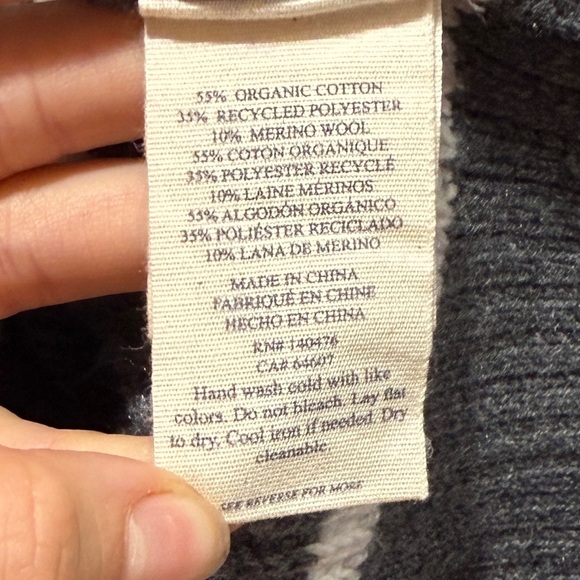 55% ORGANIC COTTON
35% RECYCLED POLYESTER
10% MERINO WOOL
55% COTON ORGANIQUE
35% POLYESTER RECYCLÉ
10% LAINE MÉRINOS
55% ALGODÓN ORGÁNICO
35% POLIÉSTER RECICLADO
10% LANA DE MERINO
MADE IN CHINA
FABRIQUÉ EN CHINE
HECHO EN CHINA
RN# 140476
CA# 64607
Hand wash cold with like
colors. Do not bleach. Lay flat
to dry. Cool iron if needed. Dry
cleanable.
SEE REVERSE FOR MORE